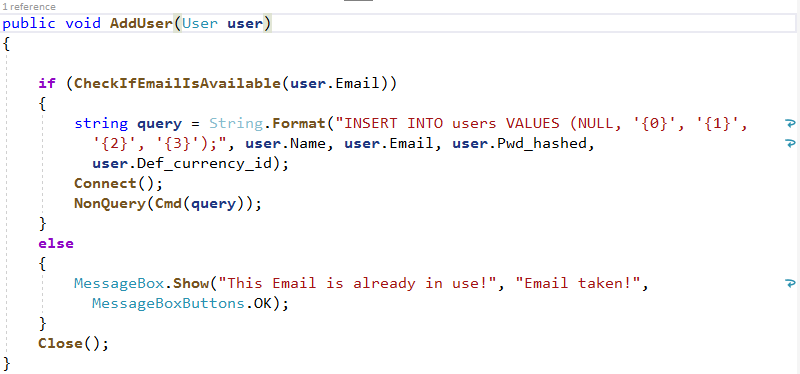 1 reference
public void AddUser(User user)
{
if (CheckIfEmailIsAvailable(user.Email))
{
string query = String.Format("INSERT INTO users VALUES (NULL, '{0}', '{1}',
'{2}', '{3}');", user.Name, user.Email, user.Pwd_hashed,
user.Def_currency_id);
Connect();
NonQuery(Cmd(query));
}
else
{
MessageBox.Show("This Email is already in use!", "Email taken!",
MessageBoxButtons.OK);
}
Close();
}